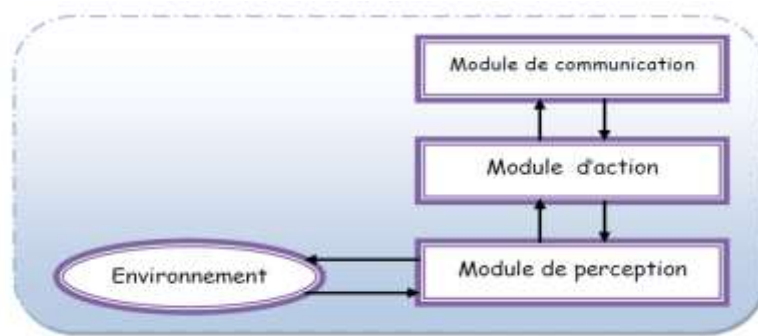 Module de communication
Module d'action
Environnement
Module de perception